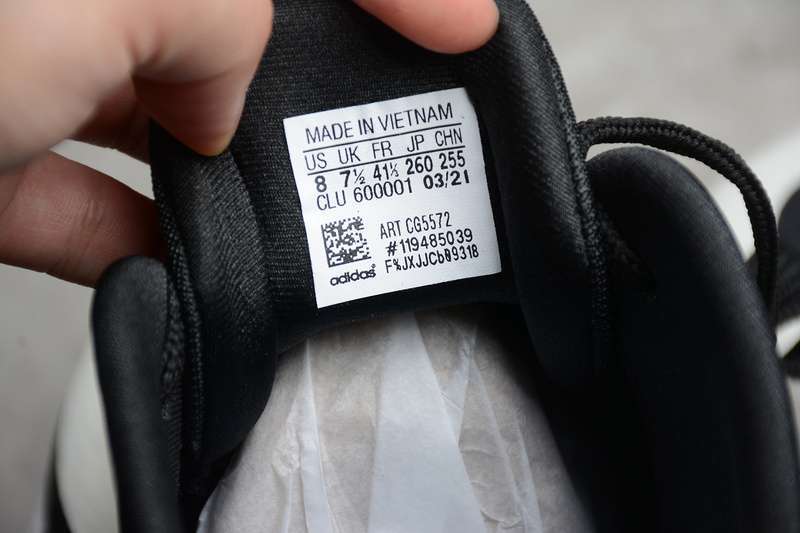 MADE IN VIETNAM
US UK FR JP CHN
8 7½ 41⅓ 260 255
CLU 600001 03/21
ART CG5572
#119485039
F%JXJJCb09318
adidas®